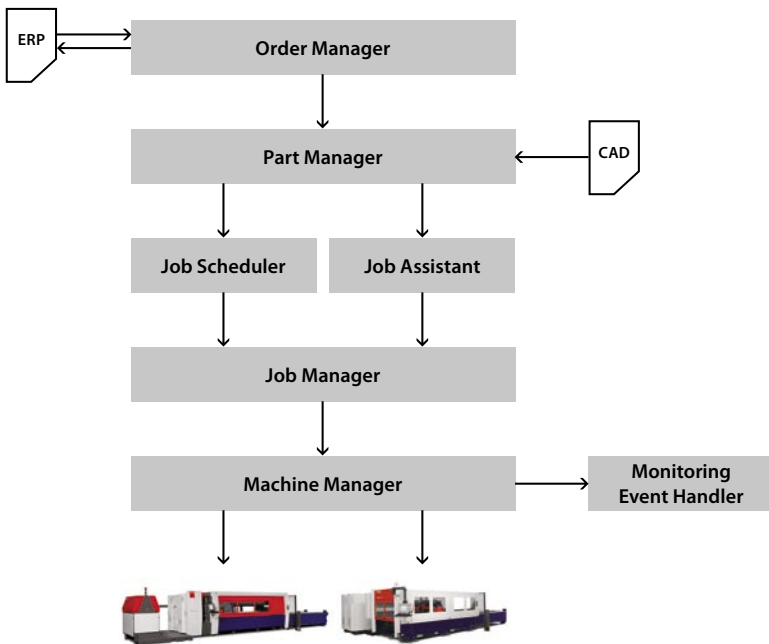 ERP
Order Manager
Part Manager
CAD
Job Scheduler
Job Assistant
Job Manager
Machine Manager
Monitoring
Event Handler